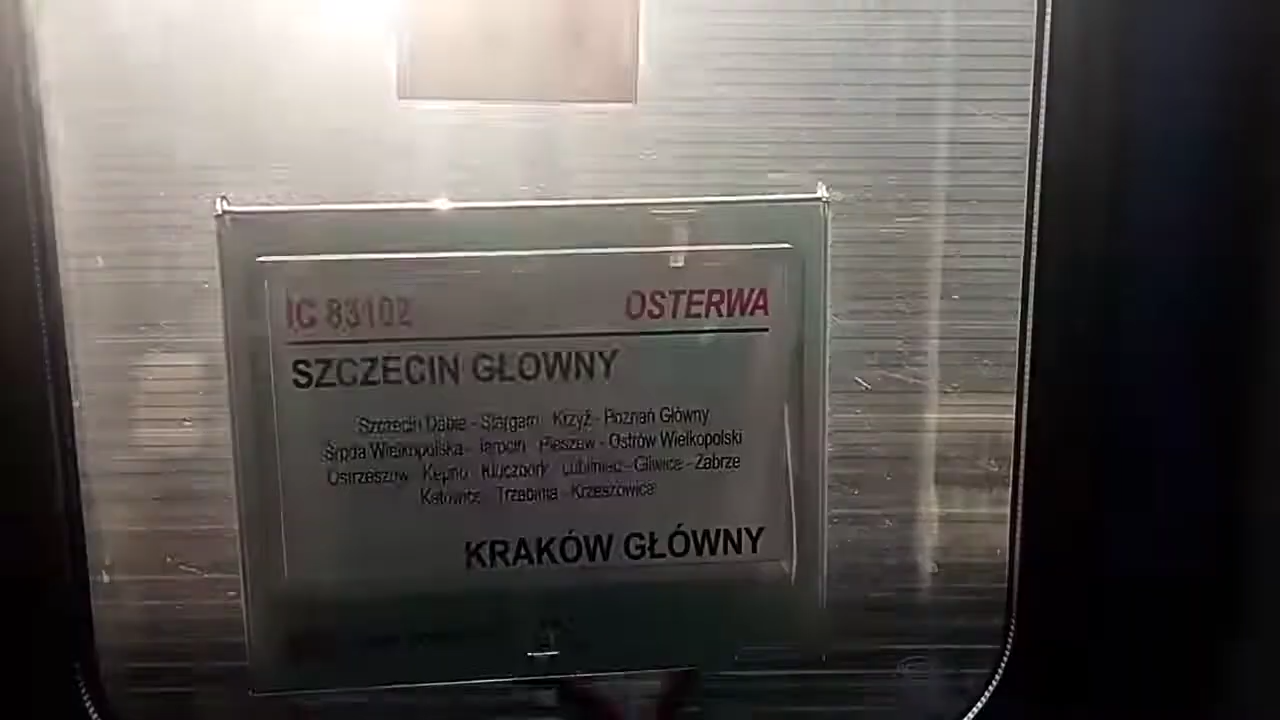 IC 83102 OSTERWA
SZCZECIN GŁÓWNY
Szczecin Dąbie - Stargard - Krzyż - Poznań Główny
Środa Wielkopolska - Jarocin - Pleszew - Ostrów Wielkopolski
Ostrzeszów - Kępno - Kluczbork - Lubliniec - Gliwice - Zabrze
Katowice - Trzebinia - Krzeszowice
KRAKÓW GŁÓWNY